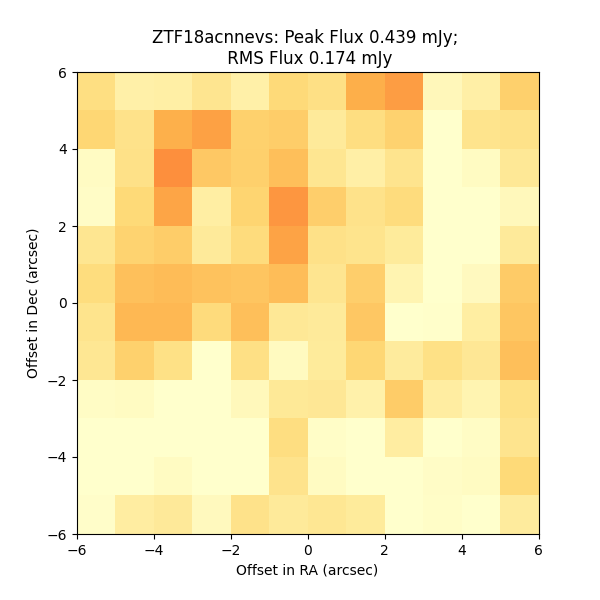 ZTF18acnnevs: Peak Flux 0.439 mJy;
RMS Flux 0.174 mJy
6
4
2
0
−2
−4
−6
Offset in Dec (arcsec)
−6 −4 −2 0 2 4 6
Offset in RA (arcsec)